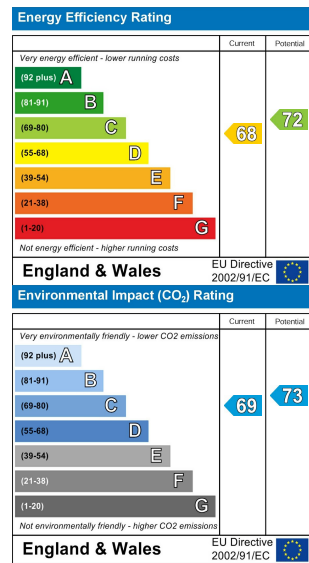 Energy Efficiency Rating
Current Potential
Very energy efficient - lower running costs
(92 plus) A
(81-91) B
(69-80) C
(55-68) D
(39-54) E
(21-38) F
(1-20) G
68
72
Not energy efficient - higher running costs
England & Wales
EU Directive
2002/91/EC
Environmental Impact (CO₂) Rating
Current Potential
Very environmentally friendly - lower CO2 emissions
(92 plus) A
(81-91) B
(69-80) C
(55-68) D
(39-54) E
(21-38) F
(1-20) G
69
73
Not environmentally friendly - higher CO2 emissions
England & Wales
EU Directive
2002/91/EC